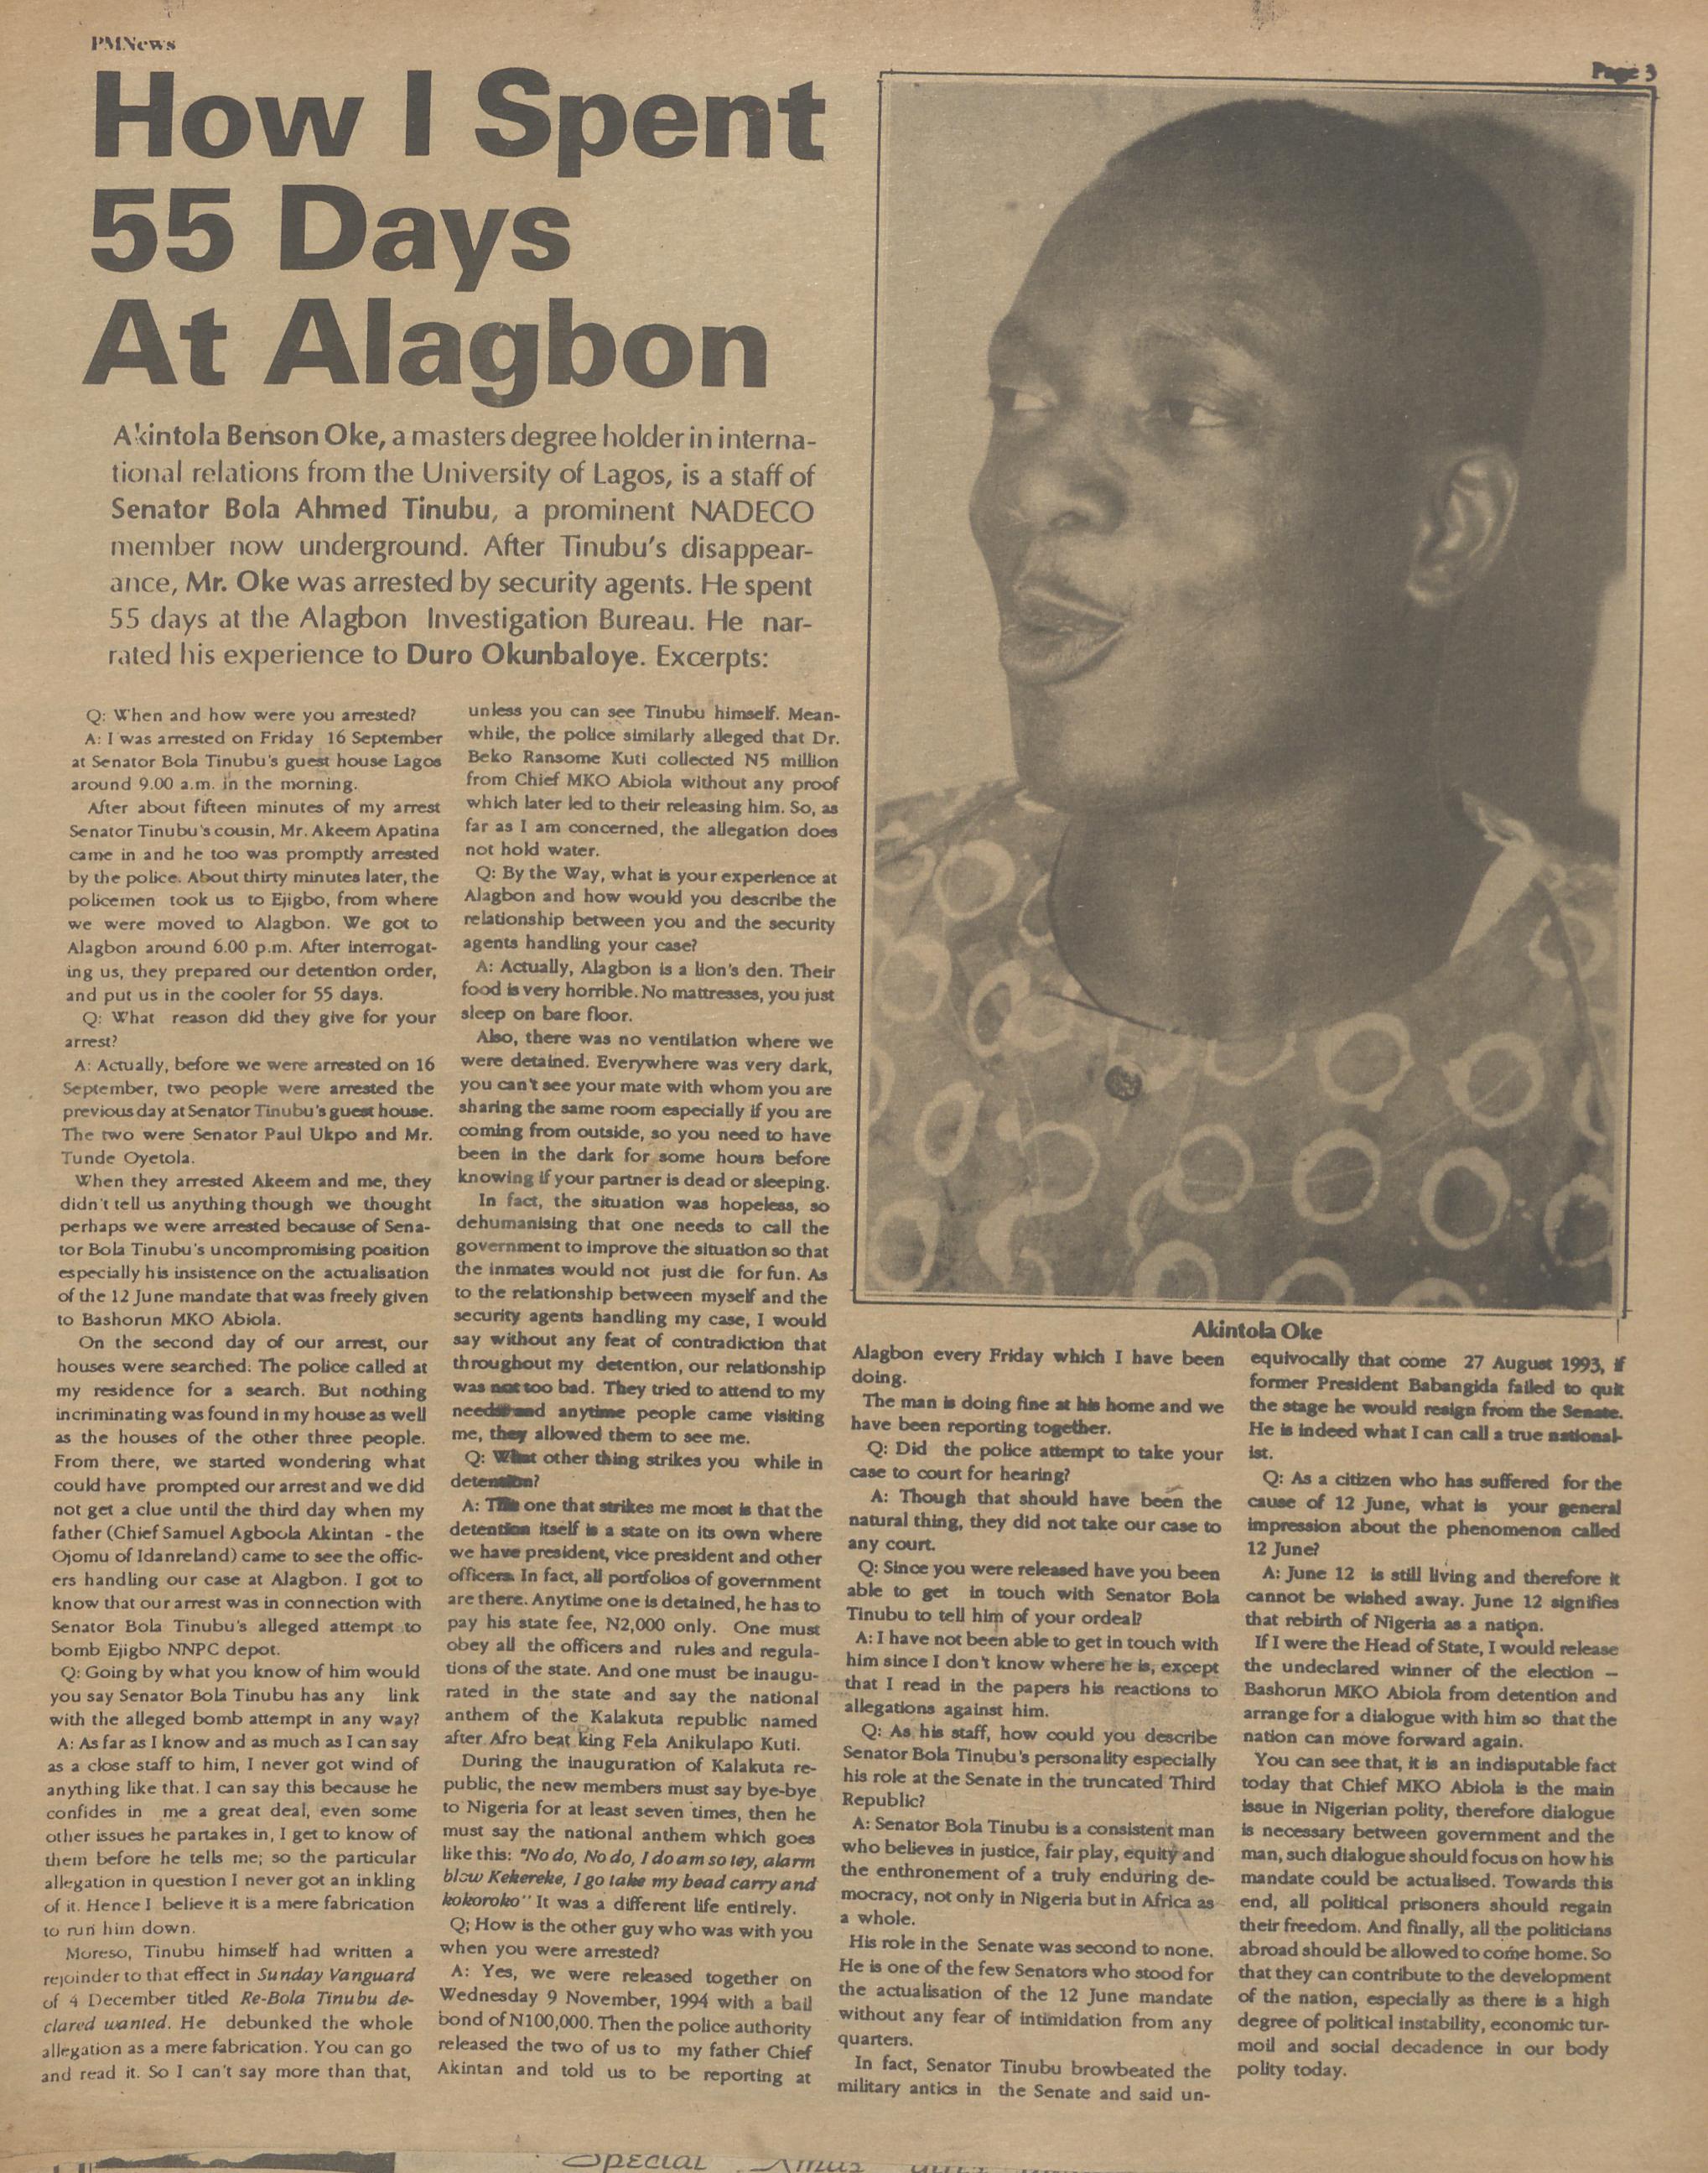 PMNews
Page 3
How I Spent
55 Days
At Alagbon
Akintola Benson Oke, a masters degree holder in interna-
tional relations from the University of Lagos, is a staff of
Senator Bola Ahmed Tinubu, a prominent NADECO
member now underground. After Tinubu's disappear-
ance, Mr. Oke was arrested by security agents. He spent
55 days at the Alagbon Investigation Bureau. He nar-
rated his experience to Duro Okunbaloye. Excerpts:
Q: When and how were you arrested?
A: I was arrested on Friday 16 September
at Senator Bola Tinubu's guest house Lagos
around 9.00 a.m. in the morning.
After about fifteen minutes of my arrest
Senator Tinubu's cousin, Mr. Akeem Apatina
came in and he too was promptly arrested
by the police. About thirty minutes later, the
policemen took us to Ejigbo, from where
we were moved to Alagbon. We got to
Alagbon around 6.00 p.m. After interrogat-
ing us, they prepared our detention order,
and put us in the cooler for 55 days.
Q: What reason did they give for your
arrest?
A: Actually, before we were arrested on 16
September, two people were arrested the
previous day at Senator Tinubu's guest house.
The two were Senator Paul Ukpo and Mr.
Tunde Oyetola.
When they arrested Akeem and me, they
didn't tell us anything though we thought
perhaps we were arrested because of Sena-
tor Bola Tinubu's uncompromising position
especially his insistence on the actualisation
of the 12 June mandate that was freely given
to Bashorun MKO Abiola.
On the second day of our arrest, our
houses were searched: The police called at
my residence for a search. But nothing
incriminating was found in my house as well
as the houses of the other three people.
From there, we started wondering what
could have prompted our arrest and we did
not get a clue until the third day when my
father (Chief Samuel Agboola Akintan - the
Ojomu of Idanreland) came to see the offic-
ers handling our case at Alagbon. I got to
know that our arrest was in connection with
Senator Bola Tinubu's alleged attempt to
bomb Ejigbo NNPC depot.
Q: Going by what you know of him would
you say Senator Bola Tinubu has any link
with the alleged bomb attempt in any way?
A: As far as I know and as much as I can say
as a close staff to him, I never got wind of
anything like that. I can say this because he
confides in me a great deal, even some
other issues he partakes in, I get to know of
them before he tells me; so the particular
allegation in question I never got an inkling
of it. Hence I believe it is a mere fabrication
to run him down.
Moreso, Tinubu himself had written a
rejoinder to that effect in Sunday Vanguard
of 4 December titled Re-Bola Tinubu de-
clared wanted. He debunked the whole
allegation as a mere fabrication. You can go
and read it. So I can't say more than that,
unless you can see Tinubu himself. Mean-
while, the police similarly alleged that Dr.
Beko Ransome Kuti collected N5 million
from Chief MKO Abiola without any proof
which later led to their releasing him. So, as
far as I am concerned, the allegation does
not hold water.
Q: By the Way, what is your experience at
Alagbon and how would you describe the
relationship between you and the security
agents handling your case?
A: Actually, Alagbon is a lion's den. Their
food is very horrible. No mattresses, you just
sleep on bare floor.
Also, there was no ventilation where we
were detained. Everywhere was very dark,
you can't see your mate with whom you are
sharing the same room especially if you are
coming from outside, so you need to have
been in the dark for some hours before
knowing if your partner is dead or sleeping.
In fact, the situation was hopeless, so
dehumanising that one needs to call the
government to improve the situation so that
the inmates would not just die for fun. As
to the relationship between myself and the
security agents handling my case, I would
say without any feat of contradiction that
throughout my detention, our relationship
was not too bad. They tried to attend to my
needs and anytime people came visiting
me, they allowed them to see me.
Q: What other thing strikes you while in
detention?
A: The one that strikes me most is that the
detention itself is a state on its own where
we have president, vice president and other
officers. In fact, all portfolios of government
are there. Anytime one is detained, he has to
pay his state fee, N2,000 only. One must
obey all the officers and rules and regula-
tions of the state. And one must be inaugu-
rated in the state and say the national
anthem of the Kalakuta republic named
after Afro beat king Fela Anikulapo Kuti.
During the inauguration of Kalakuta re-
public, the new members must say bye-bye
to Nigeria for at least seven times, then he
must say the national anthem which goes
like this: "No do, No do, I do am so tey, alarm
blow Kekereke, I go take my bead carry and
kokoroko" It was a different life entirely.
Q; How is the other guy who was with you
when you were arrested?
A: Yes, we were released together on
Wednesday 9 November, 1994 with a bail
bond of N100,000. Then the police authority
released the two of us to my father Chief
Akintan and told us to be reporting at
Akintola Oke
Alagbon every Friday which I have been
doing.
The man is doing fine at his home and we
have been reporting together.
Q: Did the police attempt to take your
case to court for hearing?
A: Though that should have been the
natural thing, they did not take our case to
any court.
Q: Since you were released have you been
able to get in touch with Senator Bola
Tinubu to tell him of your ordeal?
A: I have not been able to get in touch with
him since I don't know where he is, except
that I read in the papers his reactions to
allegations against him.
Q: As his staff, how could you describe
Senator Bola Tinubu's personality especially
his role at the Senate in the truncated Third
Republic?
A: Senator Bola Tinubu is a consistent man
who believes in justice, fair play, equity and
the enthronement of a truly enduring de-
mocracy, not only in Nigeria but in Africa as
a whole.
His role in the Senate was second to none.
He is one of the few Senators who stood for
the actualisation of the 12 June mandate
without any fear of intimidation from any
quarters.
In fact, Senator Tinubu browbeated the
military antics in the Senate and said un-
equivocally that come 27 August 1993, if
former President Babangida failed to quit
the stage he would resign from the Senate.
He is indeed what I can call a true national-
ist.
Q: As a citizen who has suffered for the
cause of 12 June, what is your general
impression about the phenomenon called
12 June?
A: June 12 is still living and therefore it
cannot be wished away. June 12 signifies
that rebirth of Nigeria as a nation.
If I were the Head of State, I would release
the undeclared winner of the election –
Bashorun MKO Abiola from detention and
arrange for a dialogue with him so that the
nation can move forward again.
You can see that, it is an indisputable fact
today that Chief MKO Abiola is the main
issue in Nigerian polity, therefore dialogue
is necessary between government and the
man, such dialogue should focus on how his
mandate could be actualised. Towards this
end, all political prisoners should regain
their freedom. And finally, all the politicians
abroad should be allowed to come home. So
that they can contribute to the development
of the nation, especially as there is a high
degree of political instability, economic tur-
moil and social decadence in our body
polity today.
Special Xmas